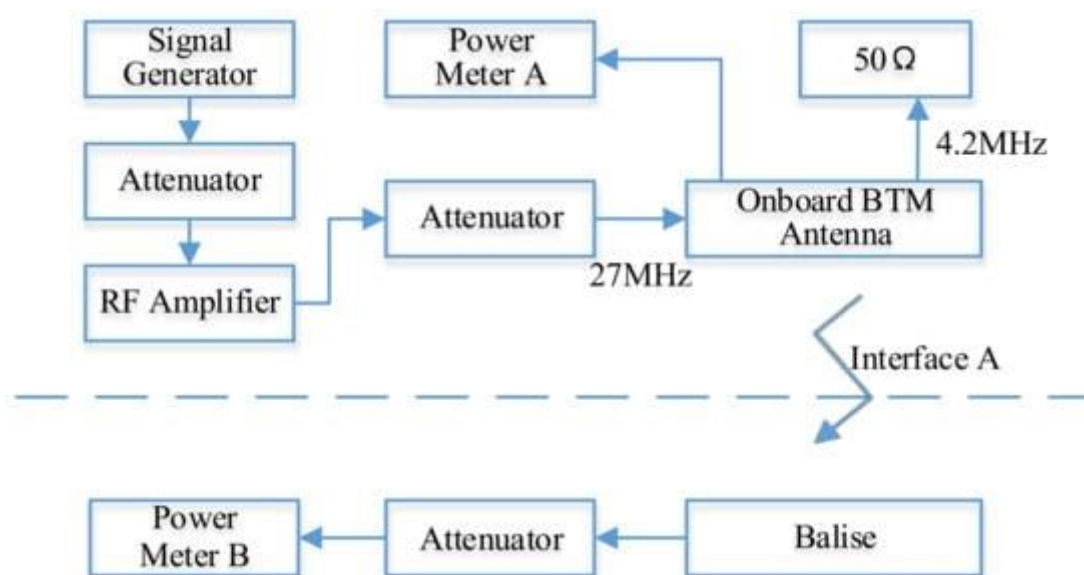 Signal
Generator
Power
Meter A
50Ω
4.2MHz
Attenuator
Attenuator
Onboard BTM
Antenna
27MHz
RF Amplifier
Interface A
Power
Meter B
Attenuator
Balise